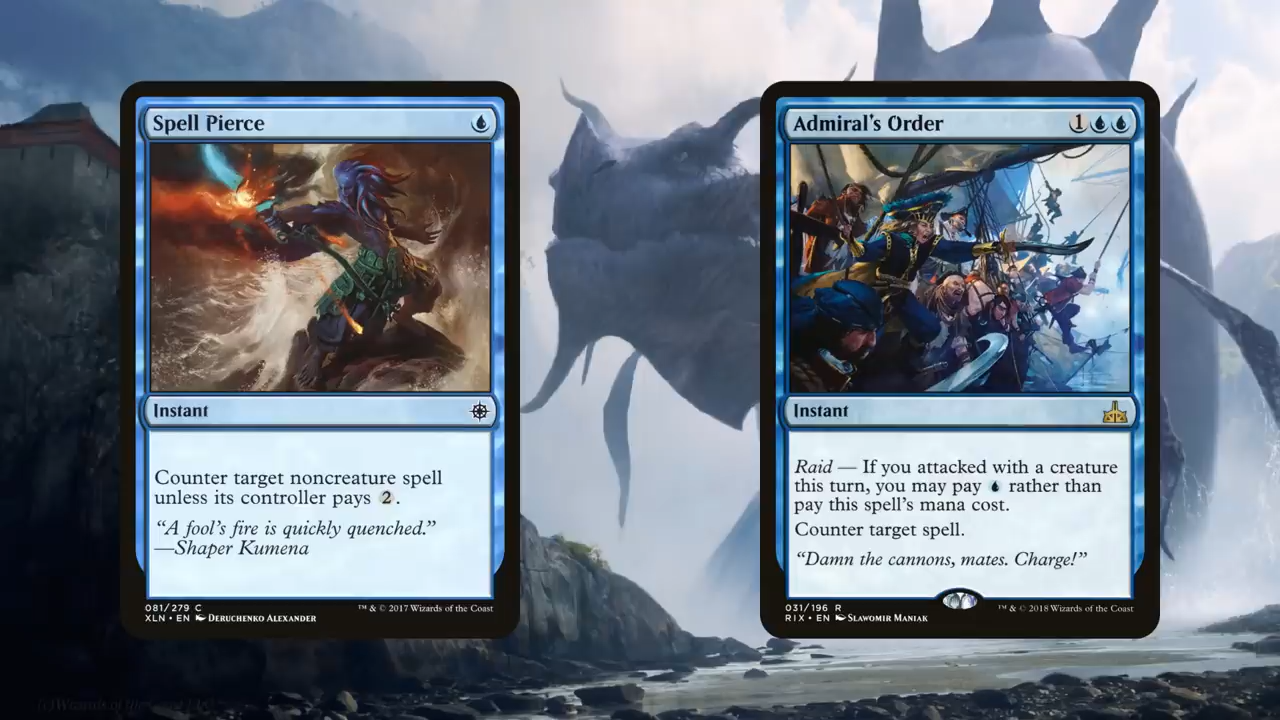 Spell Pierce
Instant
Counter target noncreature spell
unless its controller pays 2.
“A fool’s fire is quickly quenched.”
—Shaper Kumena
081/279 C
XLN • EN DERUCHENKO ALEXANDER
™ & © 2017 Wizards of the Coast
Admiral’s Order
1
Instant
Raid — If you attacked with a creature
this turn, you may pay rather than
pay this spell’s mana cost.
Counter target spell.
“Damn the cannons, mates. Charge!”
031/196 R
RIX • EN SLAWOMIR MANIAK
™ & © 2018 Wizards of the Coast